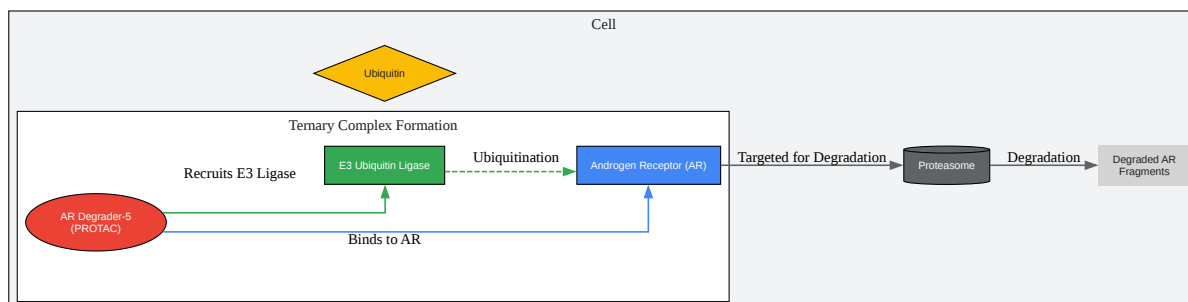 Cell
Ubiquitin
Ternary Complex Formation
E3 Ubiquitin Ligase
Ubiquitination
Androgen Receptor (AR)
Targeted for Degradation
Proteasome
Degradation
Degraded AR
Fragments
Recruits E3 Ligase
AR Degrader-5
(PROTAC)
Binds to AR